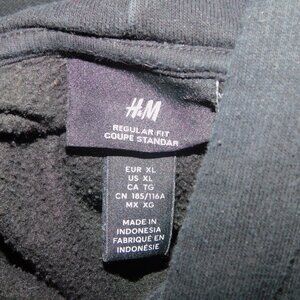 H&M
REGULAR FIT
COUPE STANDAR
EUR XL
US XL
CA TG
CN 185/116A
MX XG
MADE IN
INDONESIA
FABRIQUÉ EN
INDONÉSIE